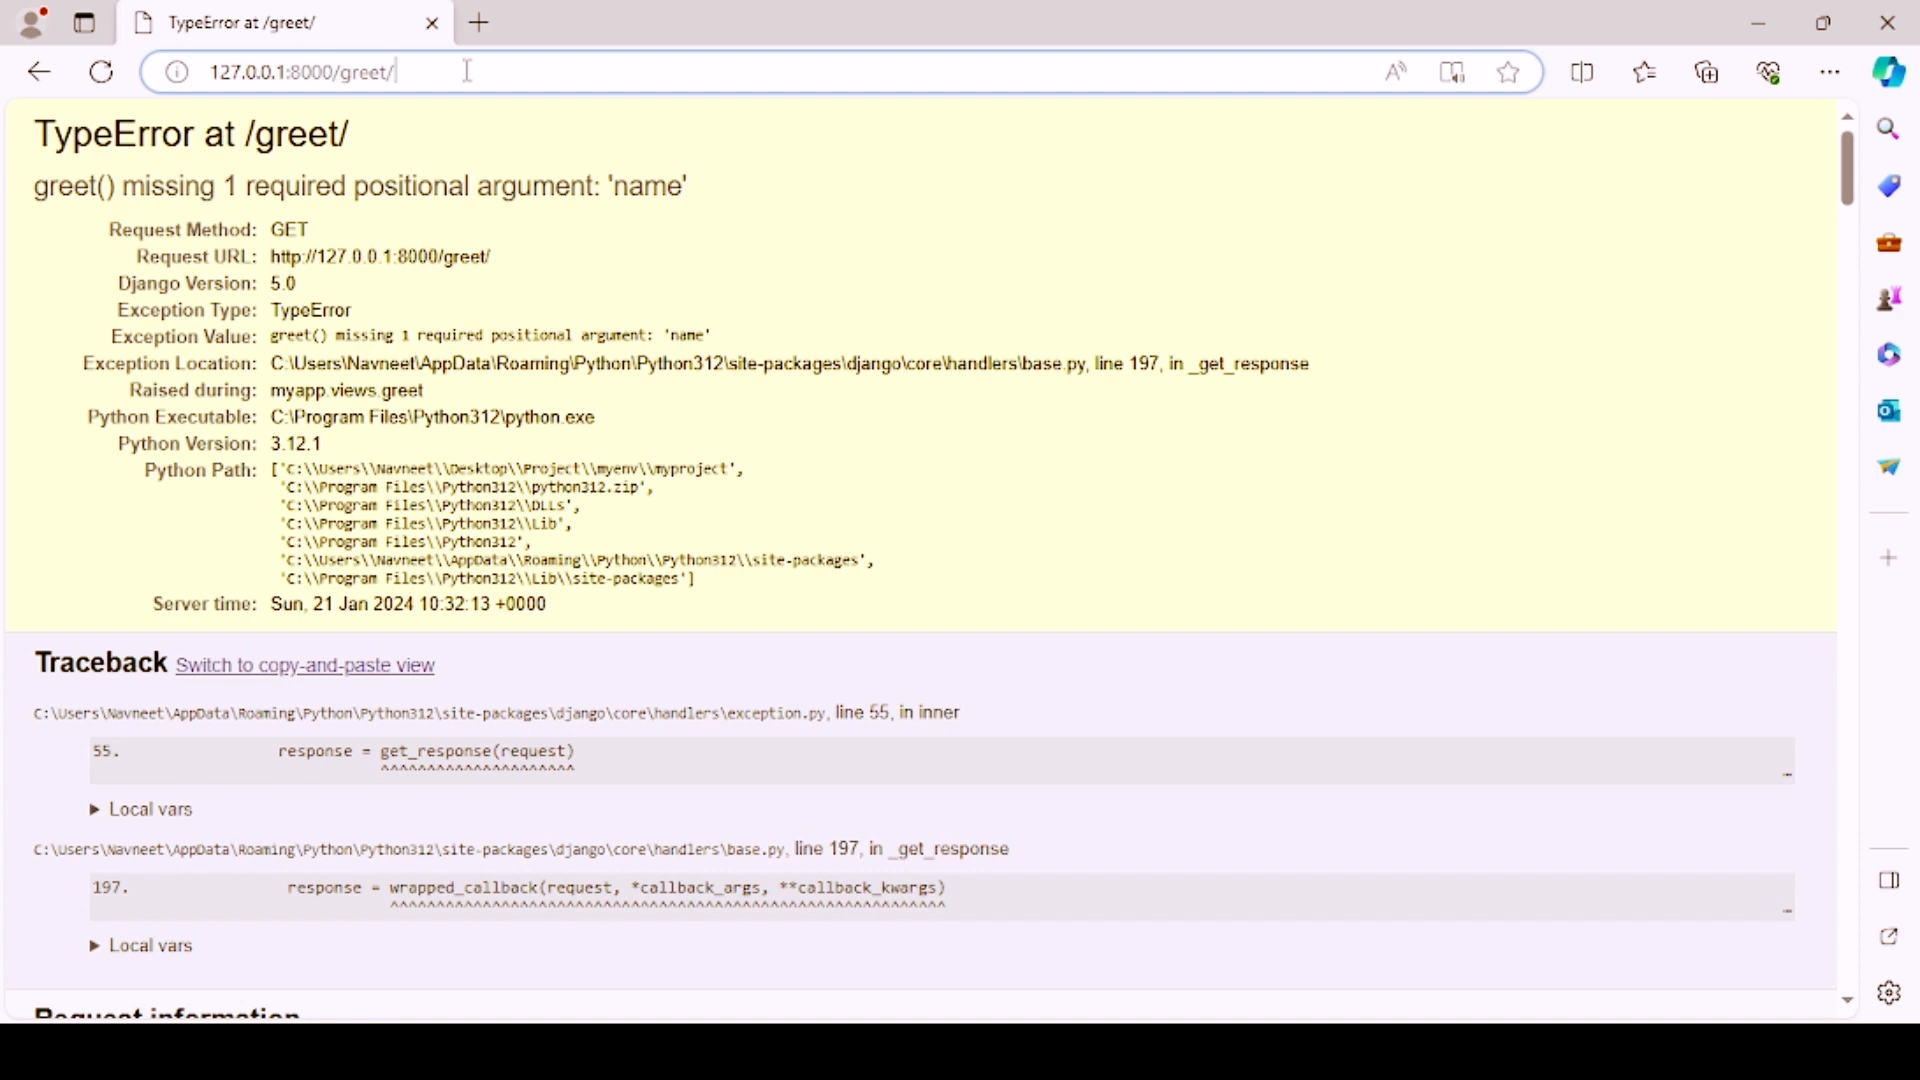 TypeError at /greet/
127.0.0.1:8000/greet/
TypeError at /greet/
greet() missing 1 required positional argument: 'name'
Request Method: GET
Request URL: http://127.0.0.1:8000/greet/
Django Version: 5.0
Exception Type: TypeError
Exception Value: greet() missing 1 required positional argument: 'name'
Exception Location: C:\Users\Navneet\AppData\Roaming\Python\Python312\site-packages\django\core\handlers\base.py, line 197, in _get_response
Raised during: myapp.views.greet
Python Executable: C:\Program Files\Python312\python.exe
Python Version: 3.12.1
Python Path: ['C:\\Users\\Navneet\\Desktop\\Project\\myenv\\myproject',
'C:\\Program Files\\Python312\\python312.zip',
'C:\\Program Files\\Python312\\DLLs',
'C:\\Program Files\\Python312\\Lib',
'C:\\Program Files\\Python312',
'C:\\Users\\Navneet\\AppData\\Roaming\\Python\\Python312\\site-packages',
'C:\\Program Files\\Python312\\Lib\\site-packages']
Server time: Sun, 21 Jan 2024 10:32:13 +0000
Traceback Switch to copy-and-paste view
C:\Users\Navneet\AppData\Roaming\Python\Python312\site-packages\django\core\handlers\exception.py, line 55, in inner
55. response = get_response(request)
^^^^^^^^^^^^^^^^^^^^^
…
▶ Local vars
C:\Users\Navneet\AppData\Roaming\Python\Python312\site-packages\django\core\handlers\base.py, line 197, in _get_response
197. response = wrapped_callback(request, *callback_args, **callback_kwargs)
^^^^^^^^^^^^^^^^^^^^^^^^^^^^^^^^^^^^^^^^^^^^^^^^^^^^^^^^^^^^
…
▶ Local vars
Request information